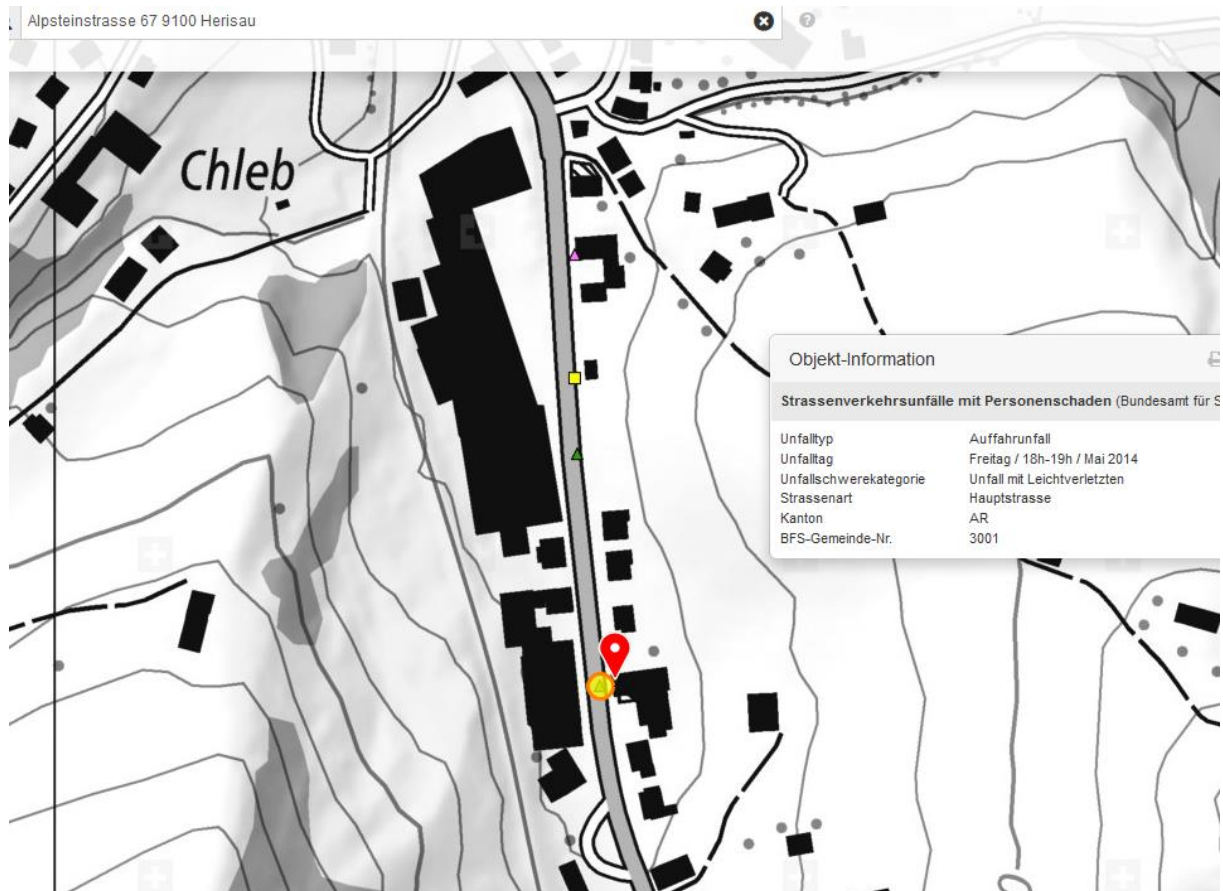 Alpsteinstrasse 67 9100 Herisau
Chleb
Objekt-Information
Strassenverkehrsunfälle mit Personenschaden (Bundesamt für S
Unfalltyp Auffahrunfall
Unfalltag Freitag / 18h-19h / Mai 2014
Unfallschwerekategorie Unfall mit Leichtverletzten
Strassenart Hauptstrasse
Kanton AR
BFS-Gemeinde-Nr. 3001